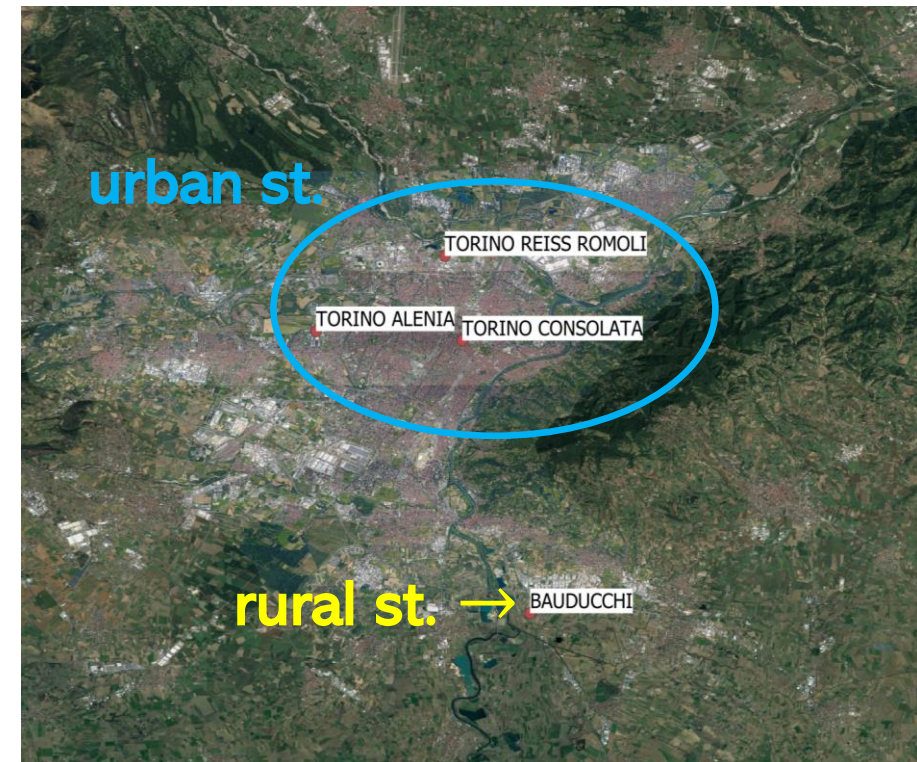 urban st.
TORINO REISS ROMOLI
TORINO ALENIA
TORINO CONSOLATA
rural st. →
BAUDUCCHI